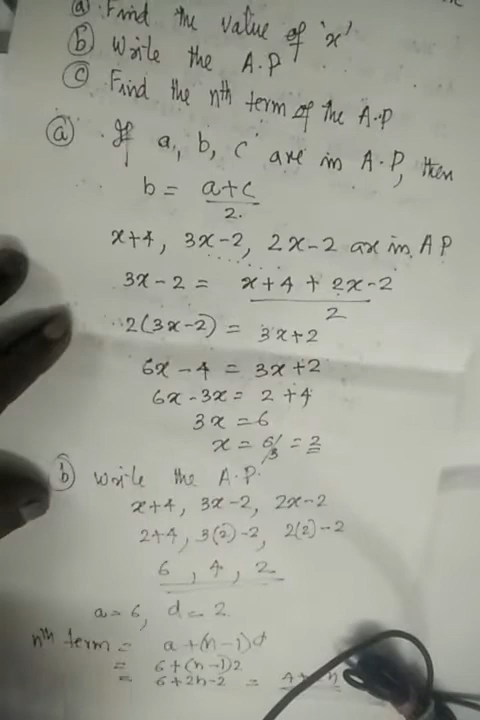 (a) Find the value of 'x'
(b) Write the A.P
(c) Find the nth term of the A.P
(a) If a, b, c are in A.P, then
b = a+c/2.
x+4, 3x-2, 2x-2 are in AP
3x-2 = x+4+2x-2/2
2(3x-2) = 3x+2
6x-4 = 3x+2
6x-3x = 2+4
3x = 6
x = 6/3 = 2
(b) Write the A.P.
x+4, 3x-2, 2x-2
2+4, 3(2)-2, 2(2)-2
6, 4, 2
a=6, d=2
nth term = a+(n-1)d
= 6+(n-1)2
= 6+2n-2 = 4+